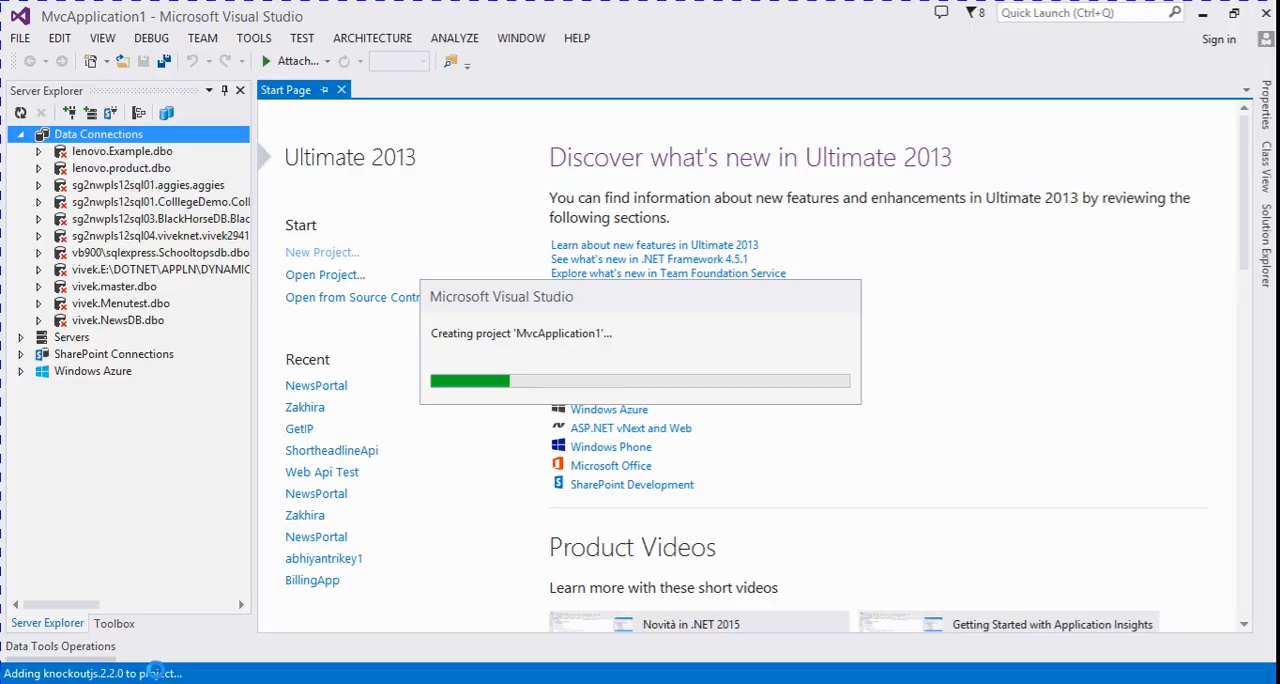 MvcApplication1 - Microsoft Visual Studio
8
Quick Launch (Ctrl+Q)
FILE EDIT VIEW DEBUG TEAM TOOLS TEST ARCHITECTURE ANALYZE WINDOW HELP
Sign in
Attach...
Server Explorer
Data Connections
lenovo.Example.dbo
lenovo.product.dbo
sg2nwpls12sql01.aggies.aggies
sg2nwpls12sql01.ColllegeDemo.Coll
sg2nwpls12sql03.BlackHorseDB.Blac
sg2nwpls12sql04.viveknet.vivek2941
vb900\sqlexpress.Schooltopsdb.dbo
vivek.E:\DOTNET\APPLN\DYNAMIC
vivek.master.dbo
vivek.Menutest.dbo
vivek.NewsDB.dbo
Servers
SharePoint Connections
Windows Azure
Server Explorer Toolbox
Data Tools Operations
Start Page
Ultimate 2013
Start
New Project...
Open Project...
Open from Source Contr
Recent
NewsPortal
Zakhira
GetIP
ShortheadlineApi
Web Api Test
NewsPortal
Zakhira
NewsPortal
abhiyantrikey1
BillingApp
Discover what's new in Ultimate 2013
You can find information about new features and enhancements in Ultimate 2013 by reviewing the
following sections.
Learn about new features in Ultimate 2013
See what's new in .NET Framework 4.5.1
Explore what's new in Team Foundation Service
Microsoft Visual Studio
Creating project 'MvcApplication1'...
Windows Azure
ASP.NET vNext and Web
Windows Phone
Microsoft Office
SharePoint Development
Product Videos
Learn more with these short videos
Novità in .NET 2015
Getting Started with Application Insights
Properties
Class View
Solution Explorer
Adding knockoutjs.2.2.0 to project...